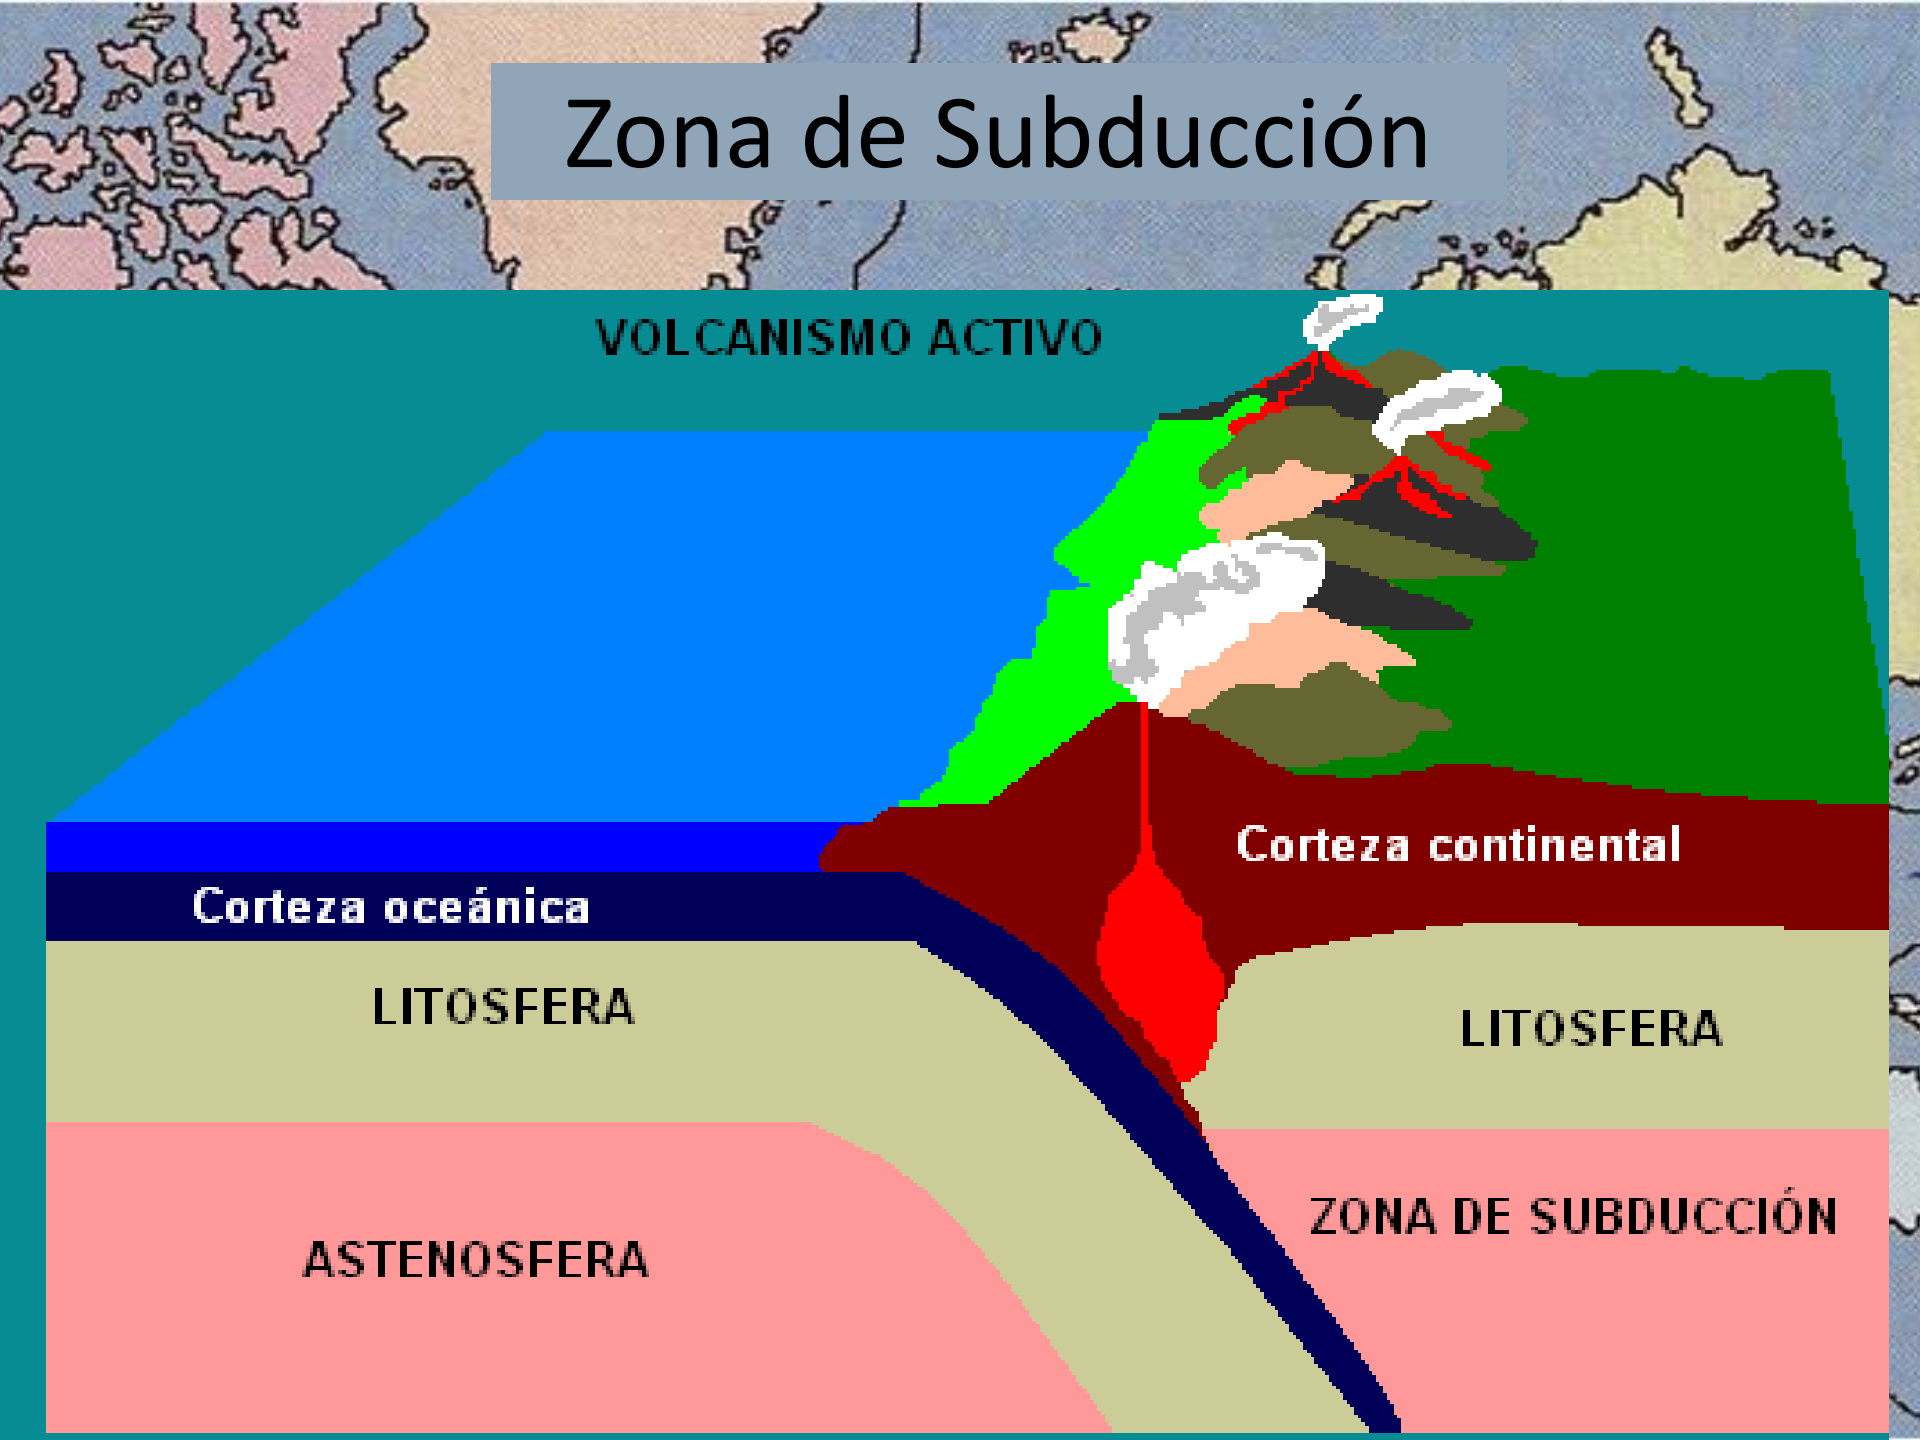 Zona de Subducción
VOLCANISMO ACTIVO
Corteza continental
Corteza oceánica
LITOSFERA
LITOSFERA
ZONA DE SUBDUCCIÓN
ASTENOSFERA